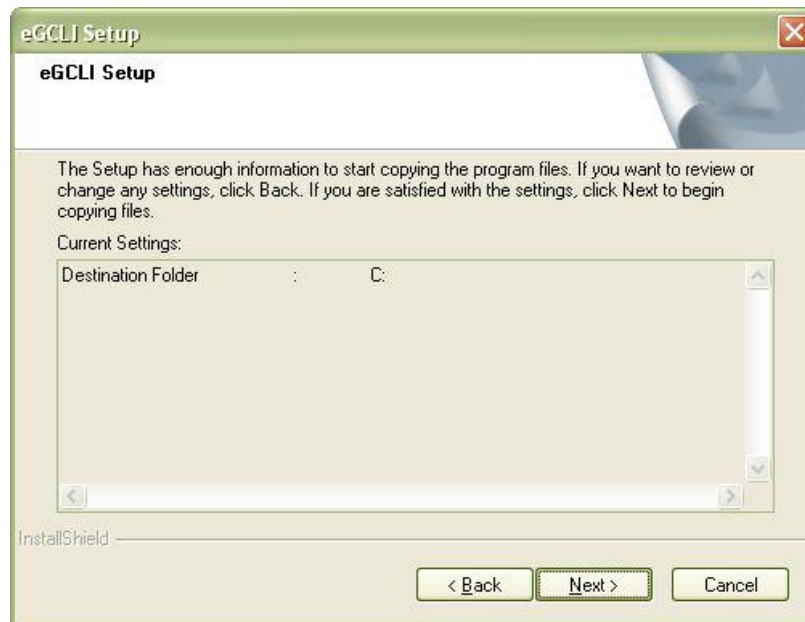 eGCLI Setup
eGCLI Setup
The Setup has enough information to start copying the program files. If you want to review or
change any settings, click Back. If you are satisfied with the settings, click Next to begin
copying files.
Current Settings:
Destination Folder : C:
InstallShield
< Back Next > Cancel